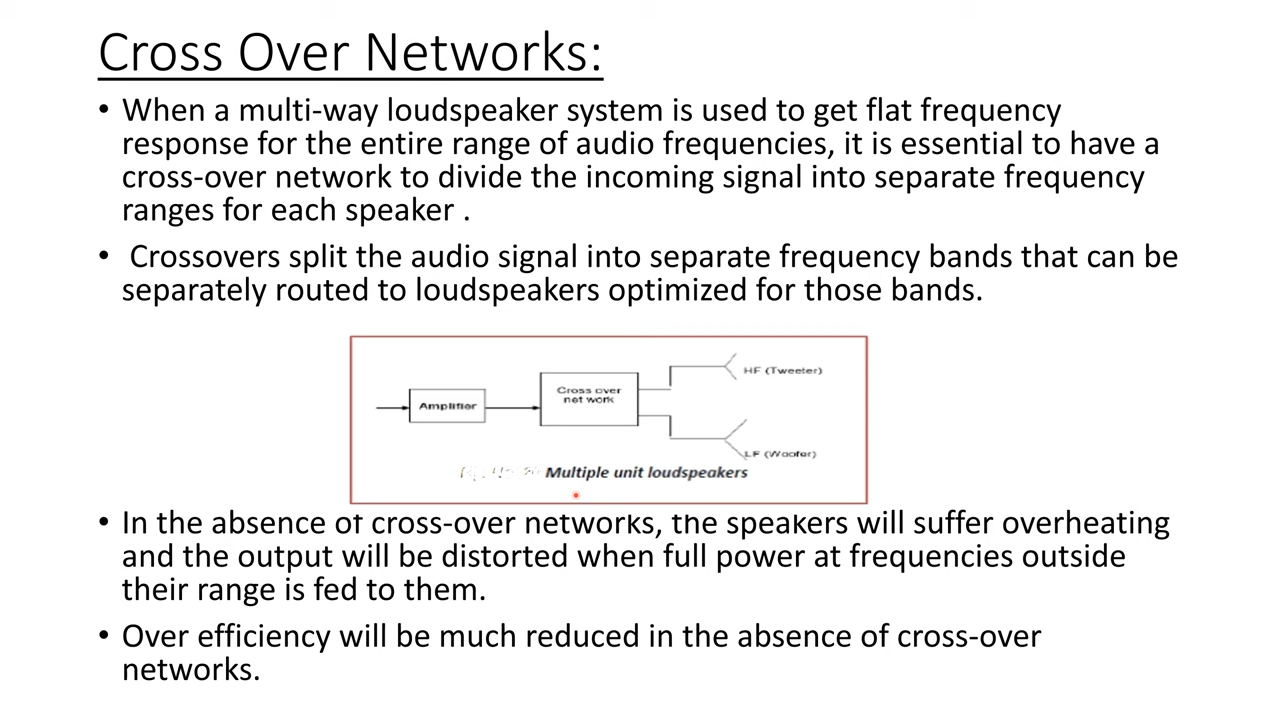 Cross Over Networks:
• When a multi-way loudspeaker system is used to get flat frequency
response for the entire range of audio frequencies, it is essential to have a
cross-over network to divide the incoming signal into separate frequency
ranges for each speaker .
• Crossovers split the audio signal into separate frequency bands that can be
separately routed to loudspeakers optimized for those bands.
HF (Tweeter)
Cross over
net work
Amplifier
LF (Woofer)
Multiple unit loudspeakers
• In the absence of cross-over networks, the speakers will suffer overheating
and the output will be distorted when full power at frequencies outside
their range is fed to them.
• Over efficiency will be much reduced in the absence of cross-over
networks.